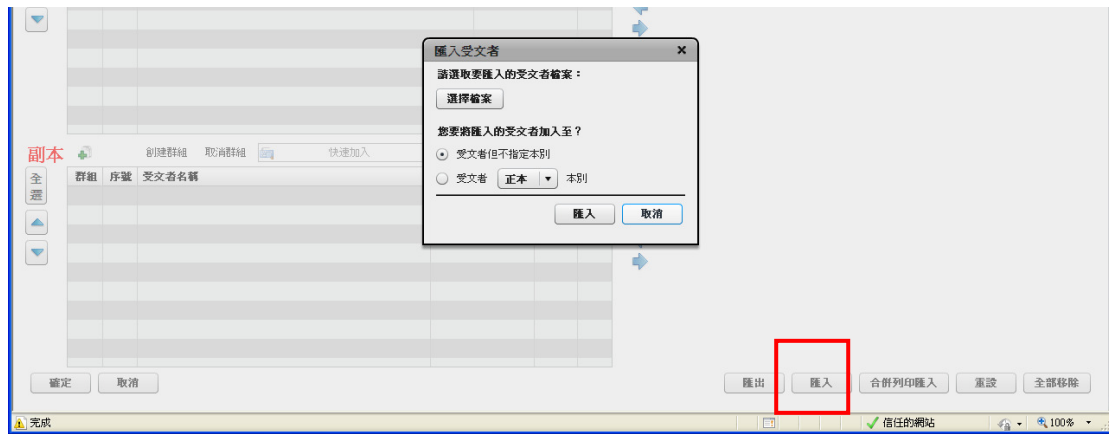 匯入受文者
請選取要匯入的受文者檔案：
選擇檔案
您要將匯入的受文者加入至？
受文者但不指定本別
受文者 正本 本別
匯入 取消
副本 創建群組 取消群組 快速加入
全選
群組 序號 受文者名稱
確定 取消 匯出 匯入 合併列印匯入 重設 全部移除
完成 信任的網站 100%